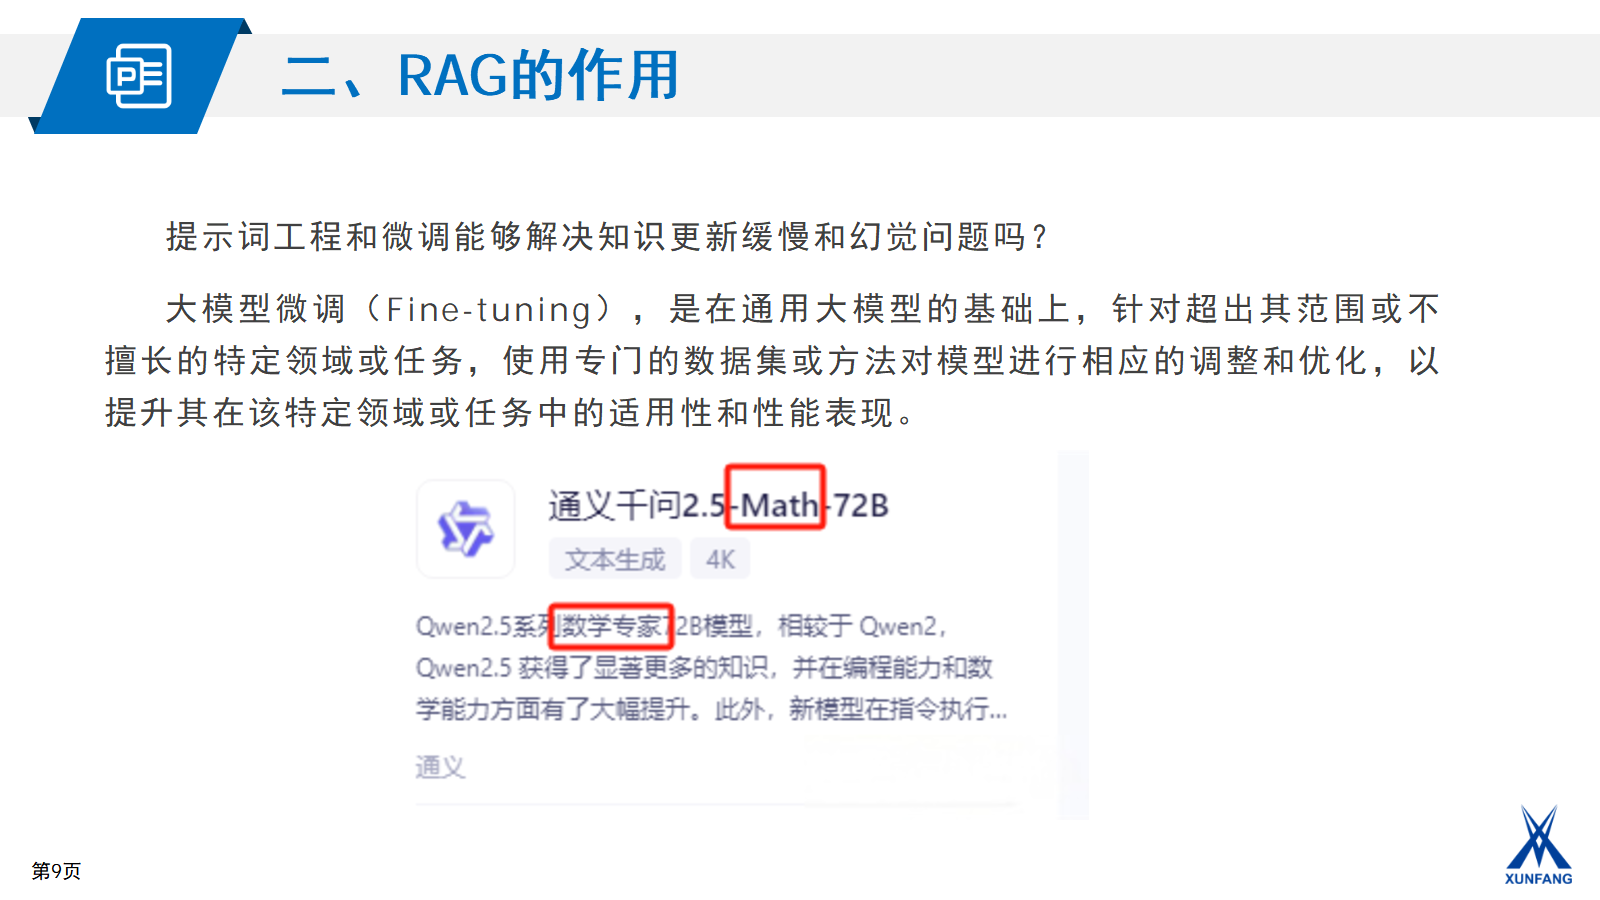 二、RAG的作用
提示词工程和微调能够解决知识更新缓慢和幻觉问题吗？
大模型微调（Fine-tuning），是在通用大模型的基础上，针对超出其范围或不
擅长的特定领域或任务，使用专门的数据集或方法对模型进行相应的调整和优化，以
提升其在该特定领域或任务中的适用性和性能表现。
通义千问2.5-Math-72B
文本生成 4K
Qwen2.5系列数学专家72B模型，相较于 Qwen2，
Qwen2.5 获得了显著更多的知识，并在编程能力和数
学能力方面有了大幅提升。此外，新模型在指令执行...
通义
第9页
XUNFANG